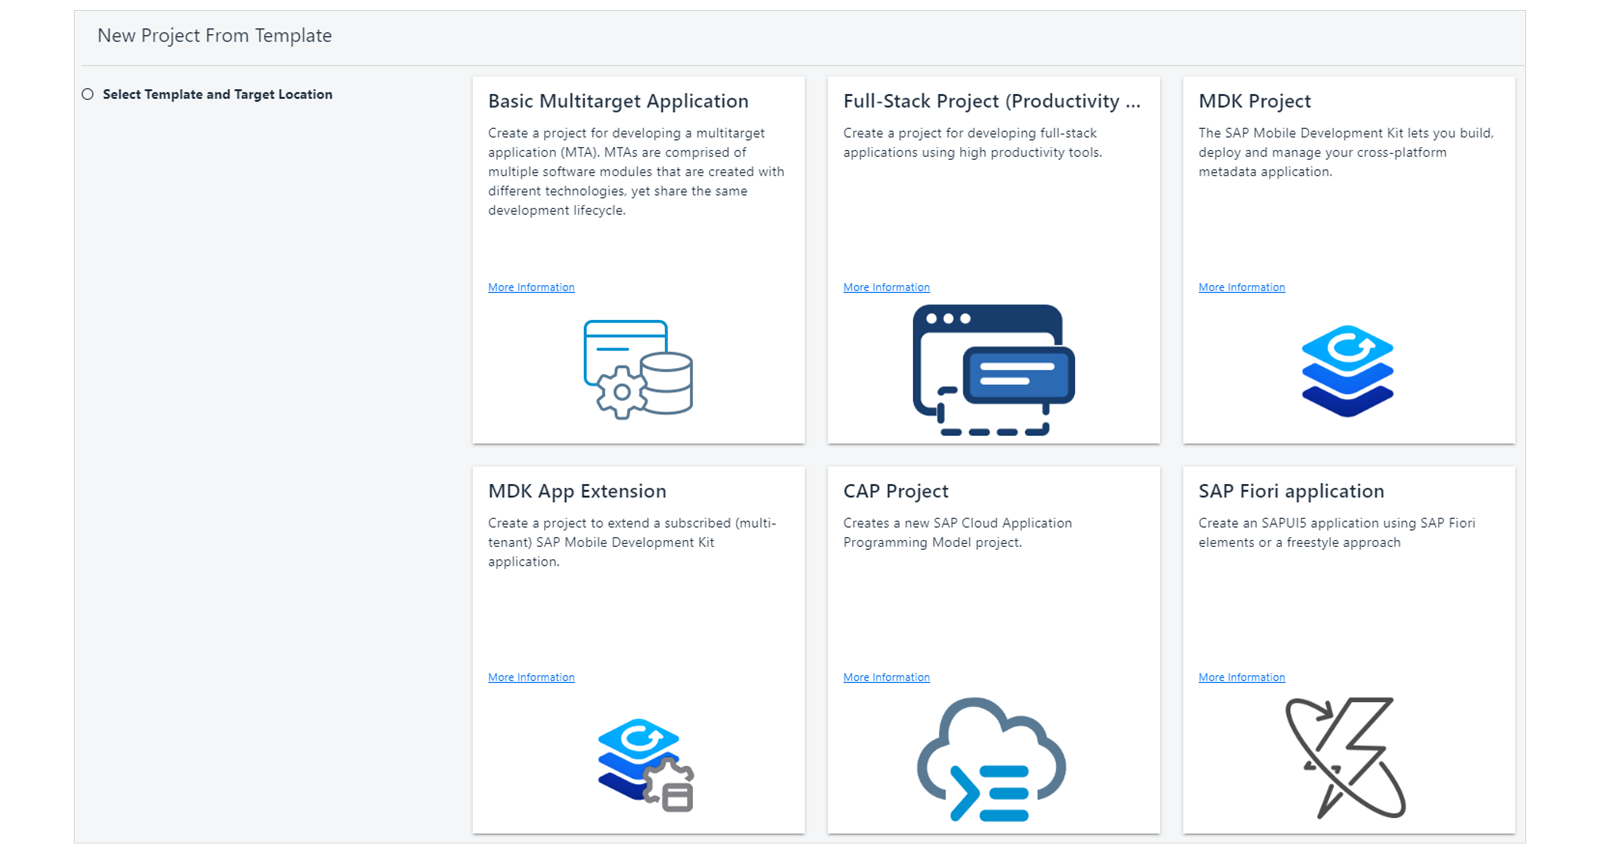 New Project From Template
Select Template and Target Location
Basic Multitarget Application
Create a project for developing a multitarget
application (MTA). MTAs are comprised of
multiple software modules that are created with
different technologies, yet share the same
development lifecycle.
More Information
Full-Stack Project (Productivity ...
Create a project for developing full-stack
applications using high productivity tools.
More Information
MDK Project
The SAP Mobile Development Kit lets you build,
deploy and manage your cross-platform
metadata application.
More Information
MDK App Extension
Create a project to extend a subscribed (multi-
tenant) SAP Mobile Development Kit
application.
More Information
CAP Project
Creates a new SAP Cloud Application
Programming Model project.
More Information
SAP Fiori application
Create an SAPUI5 application using SAP Fiori
elements or a freestyle approach
More Information